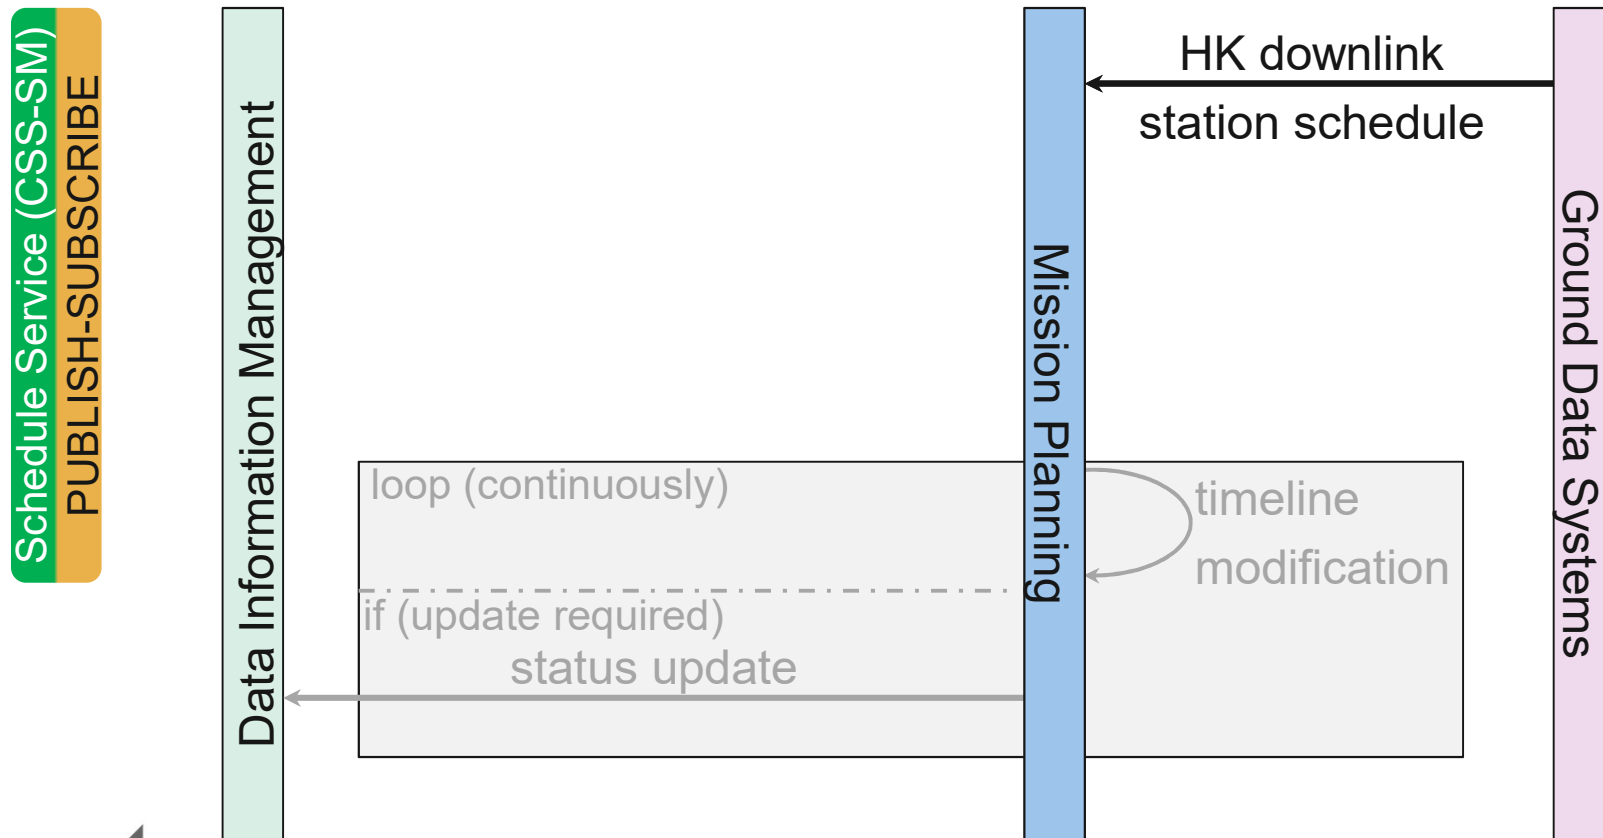 Schedule Service (CSS-SM)
PUBLISH-SUBSCRIBE
Data Information Management
Mission Planning
Ground Data Systems
HK downlink
station schedule
loop (continuously)
timeline
modification
if (update required)
status update